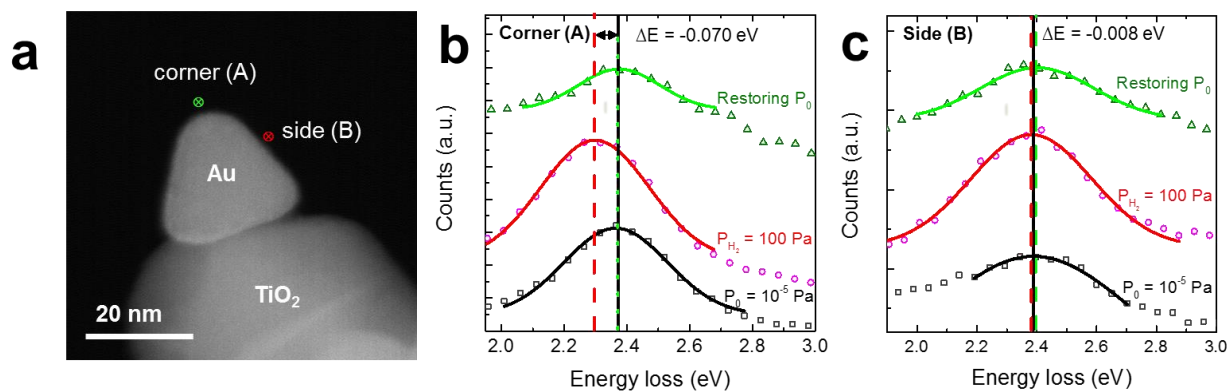 a
corner (A)
side (B)
Au
TiO₂
20 nm
b
Corner (A)
ΔE = -0.070 eV
Restoring P₀
P_H₂ = 100 Pa
P₀ = 10⁻⁵ Pa
Counts (a.u.)
2.0 2.2 2.4 2.6 2.8 3.0
Energy loss (eV)
c
Side (B)
ΔE = -0.008 eV
Restoring P₀
P_H₂ = 100 Pa
P₀ = 10⁻⁵ Pa
Counts (a.u.)
2.0 2.2 2.4 2.6 2.8 3.0
Energy loss (eV)